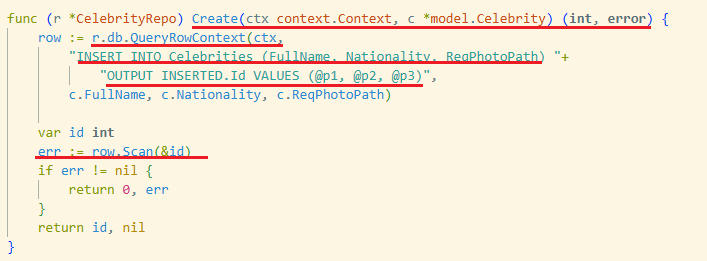 func (r *CelebrityRepo) Create(ctx context.Context, c *model.Celebrity) (int, error) {
    row := r.db.QueryRowContext(ctx,
        "INSERT INTO Celebrities (FullName, Nationality, ReqPhotoPath) "+
            "OUTPUT INSERTED.Id VALUES (@p1, @p2, @p3)",
        c.FullName, c.Nationality, c.ReqPhotoPath)
    var id int
    err := row.Scan(&id)
    if err != nil {
        return 0, err
    }
    return id, nil
}